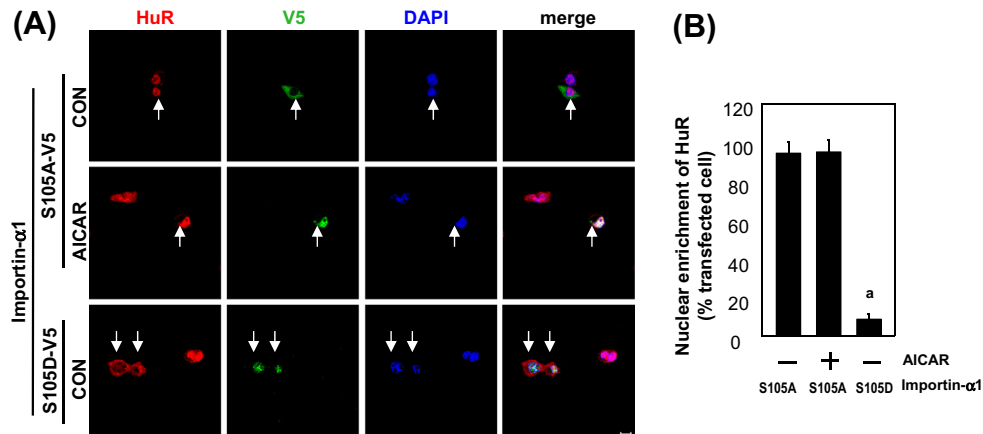 (A)
HuR
V5
DAPI
merge
Importin-α1
S105A-V5
CON
AICAR
S105D-V5
CON
(B)
Nuclear enrichment of HuR
(% transfected cell)
120
100
80
60
40
20
0
a
— + — AICAR
S105A S105A S105D Importin-α1